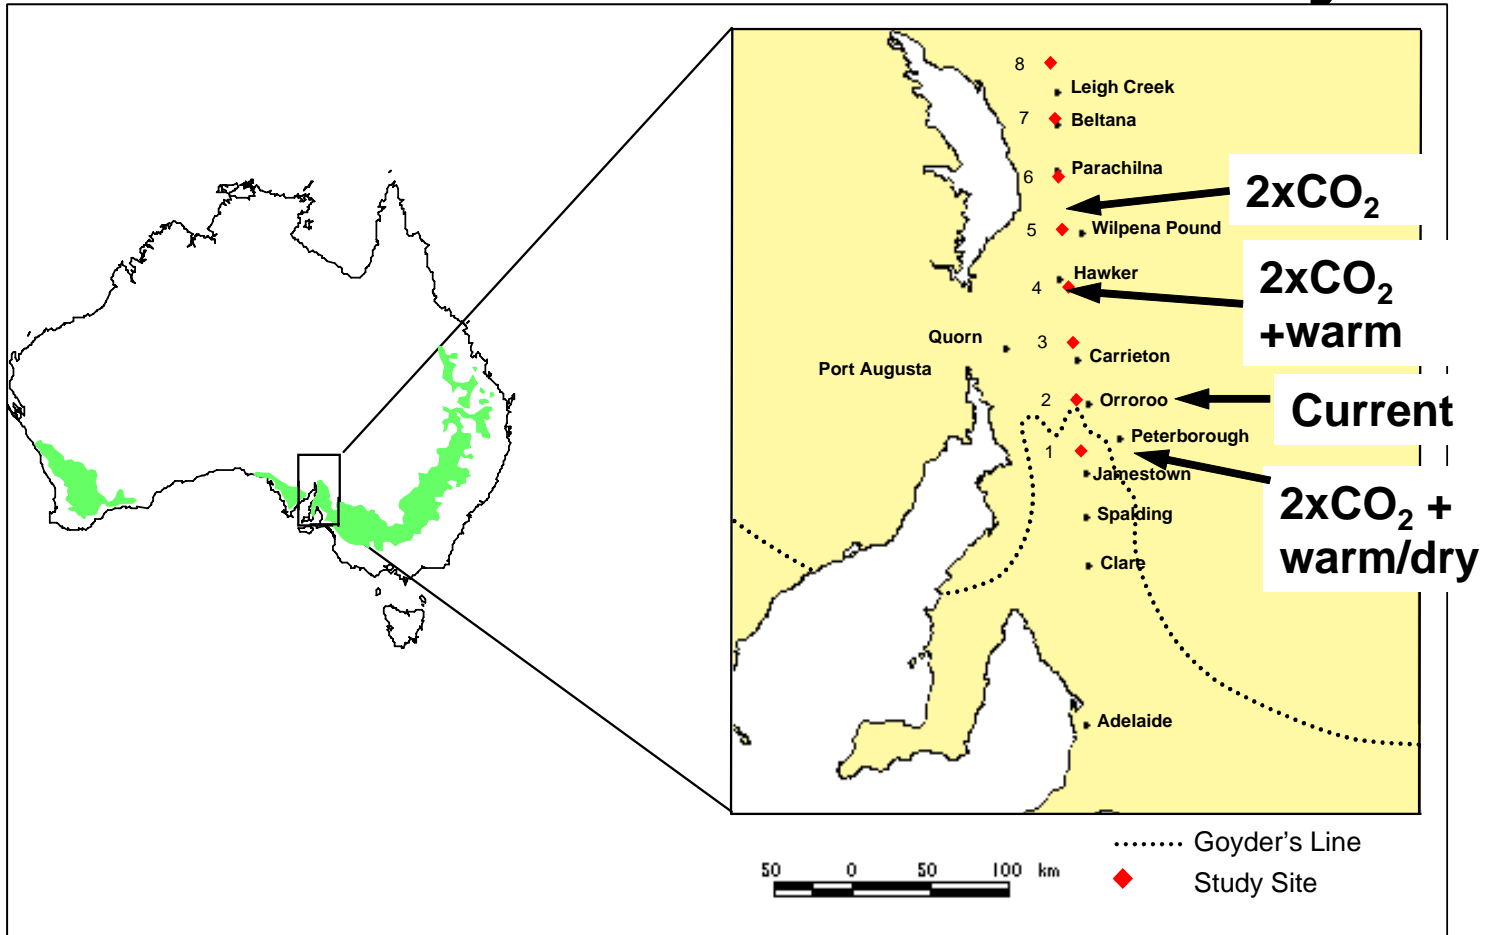 8
Leigh Creek
7
Beltana
6
Parachilna
2xCO₂
5
Wilpena Pound
4
Hawker
2xCO₂
+warm
Quorn
3
Carrieton
Port Augusta
2
Orroroo
Current
Peterborough
1
Jamestown
2xCO₂ +
warm/dry
Spalding
Clare
Adelaide
Goyder's Line
50 0 50 100 km
Study Site